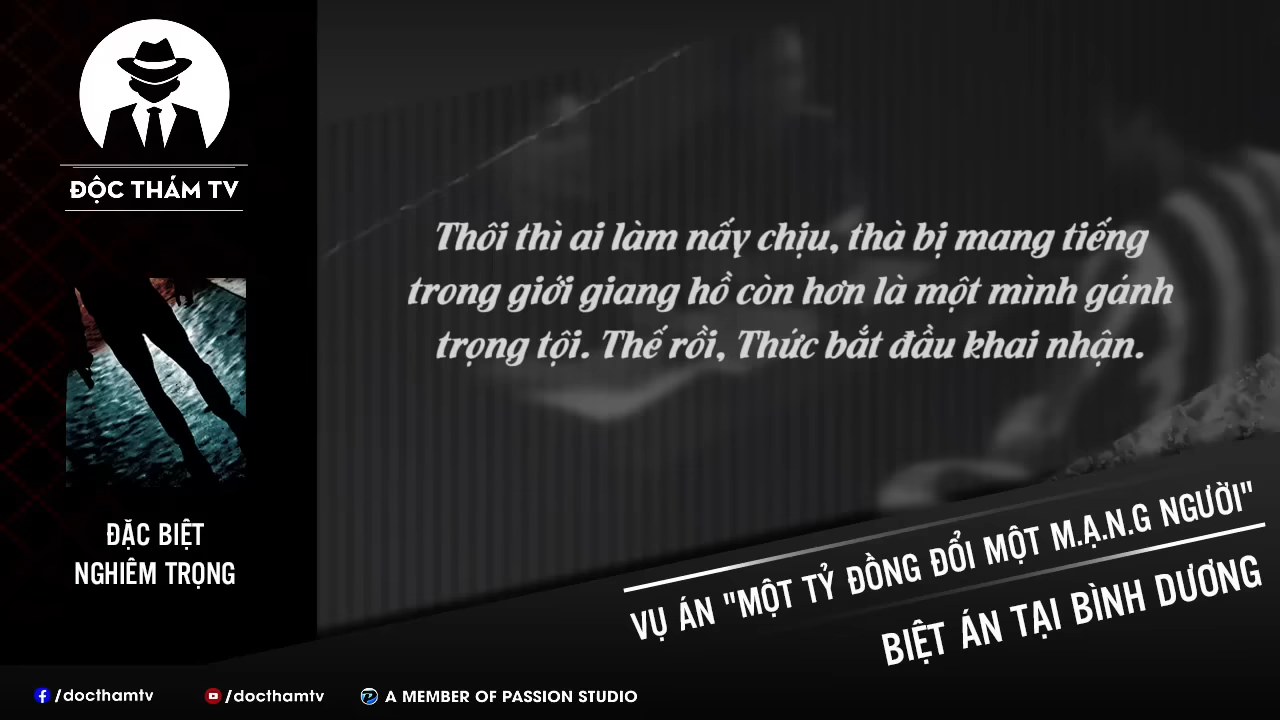 ĐỘC THÁM TV
ĐẶC BIỆT
NGHIÊM TRỌNG
Thôi thì ai làm nấy chịu, thà bị mang tiếng
trong giới giang hồ còn hơn là một mình gánh
trọng tội. Thế rồi, Thức bắt đầu khai nhận.
VỤ ÁN "MỘT TỶ ĐỒNG ĐỔI MỘT M.Ạ.N.G NGƯỜI"
BIỆT ÁN TẠI BÌNH DƯƠNG
/docthamtv
/docthamtv
A MEMBER OF PASSION STUDIO